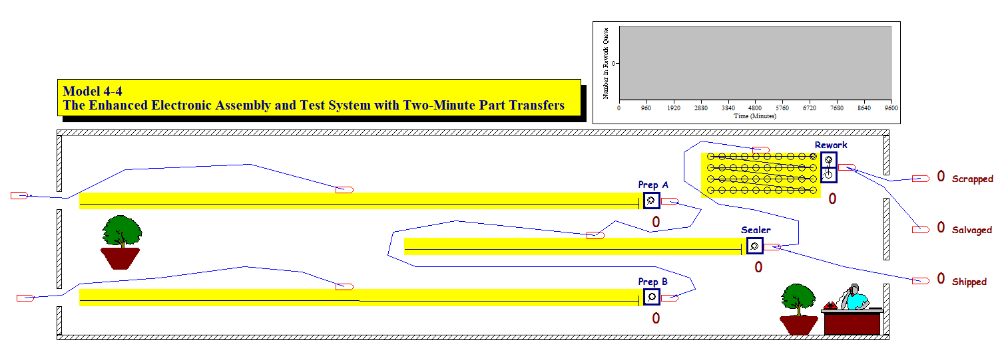 Model 4-4
The Enhanced Electronic Assembly and Test System with Two-Minute Part Transfers
Number in Rework Queue
0
0 960 1920 2880 3840 4800 5760 6720 7680 8640 9600
Time (Minutes)
Rework
0
0 Scrapped
Prep A
0
Sealer
0
0 Salvaged
Prep B
0
0 Shipped